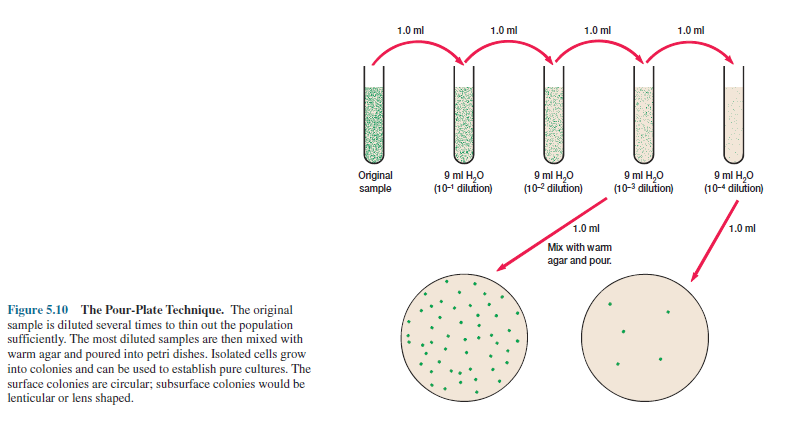 1.0 ml 1.0 ml 1.0 ml 1.0 ml
Original 9 ml H₂O 9 ml H₂O 9 ml H₂O 9 ml H₂O
sample (10⁻¹ dilution) (10⁻² dilution) (10⁻³ dilution) (10⁻⁴ dilution)
1.0 ml 1.0 ml
Mix with warm
agar and pour.
Figure 5.10 The Pour-Plate Technique. The original
sample is diluted several times to thin out the population
sufficiently. The most diluted samples are then mixed with
warm agar and poured into petri dishes. Isolated cells grow
into colonies and can be used to establish pure cultures. The
surface colonies are circular; subsurface colonies would be
lenticular or lens shaped.